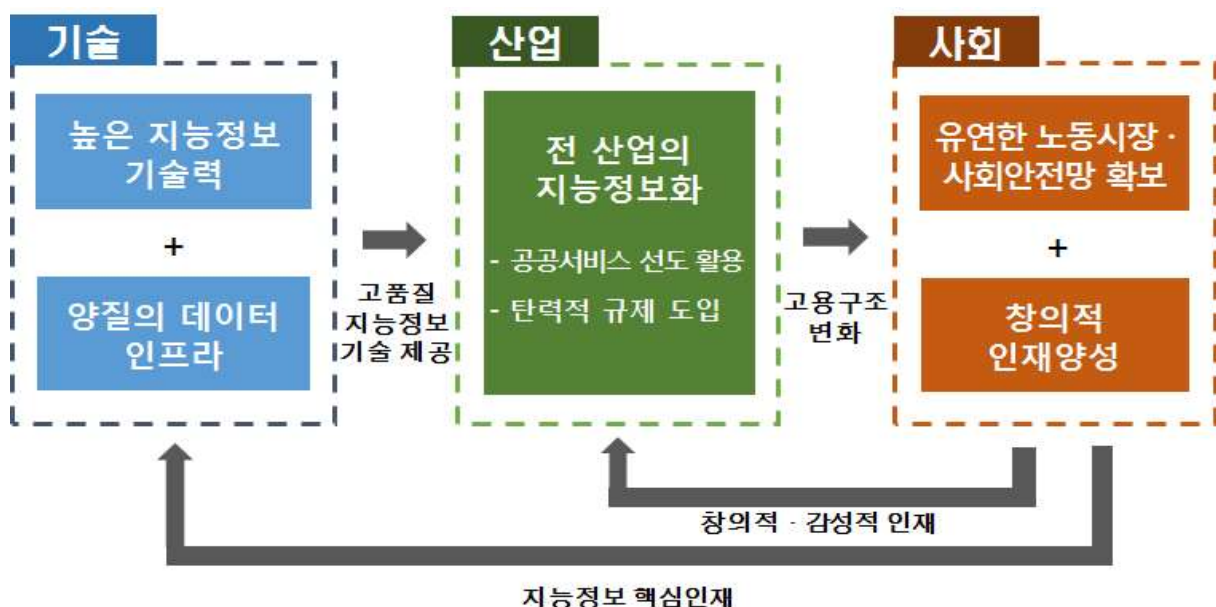 기술
높은 지능정보
기술력
+
양질의 데이터
인프라
고품질
지능정보
기술 제공
산업
전 산업의
지능정보화
- 공공서비스 선도 활용
- 탄력적 규제 도입
고용구조
변화
사회
유연한 노동시장 ·
사회안전망 확보
+
창의적
인재양성
창의적 · 감성적 인재
지능정보 핵심인재